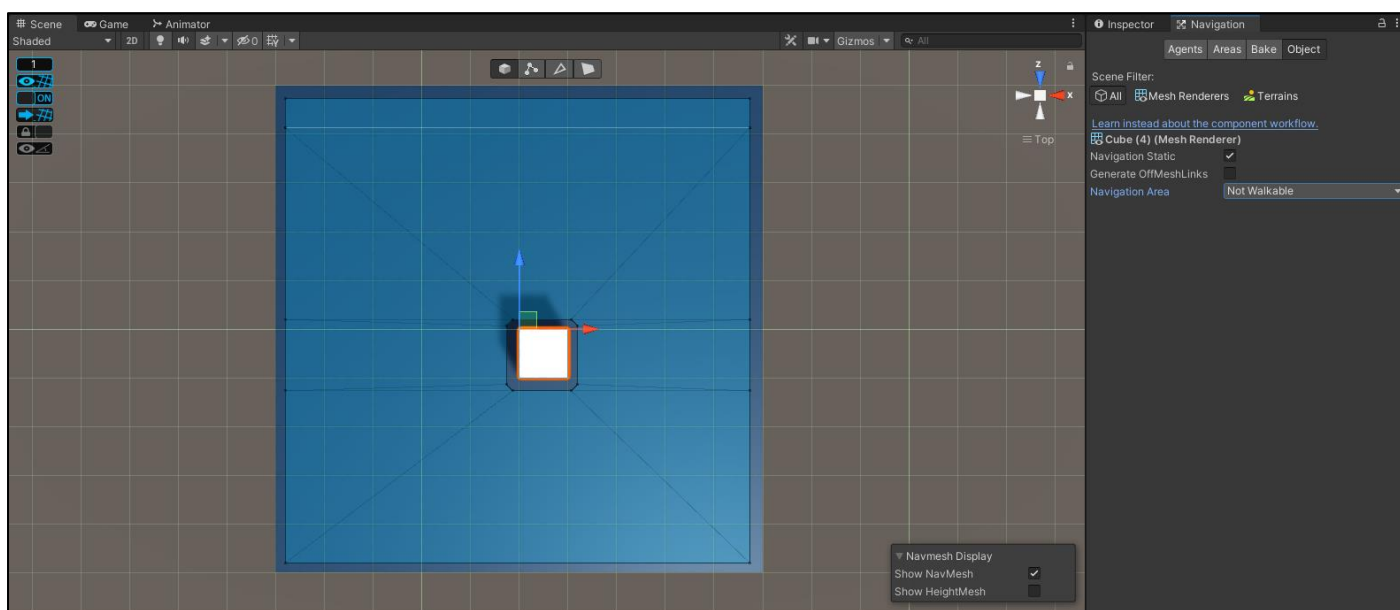 Scene Game Animator
Inspector Navigation
Shaded 2D 0 Gizmos All
Agents Areas Bake Object
1
ON
z
x
Top
Scene Filter:
All Mesh Renderers Terrains
Learn instead about the component workflow.
Cube (4) (Mesh Renderer)
Navigation Static
Generate OffMeshLinks
Navigation Area Not Walkable
Navmesh Display
Show NavMesh
Show HeightMesh